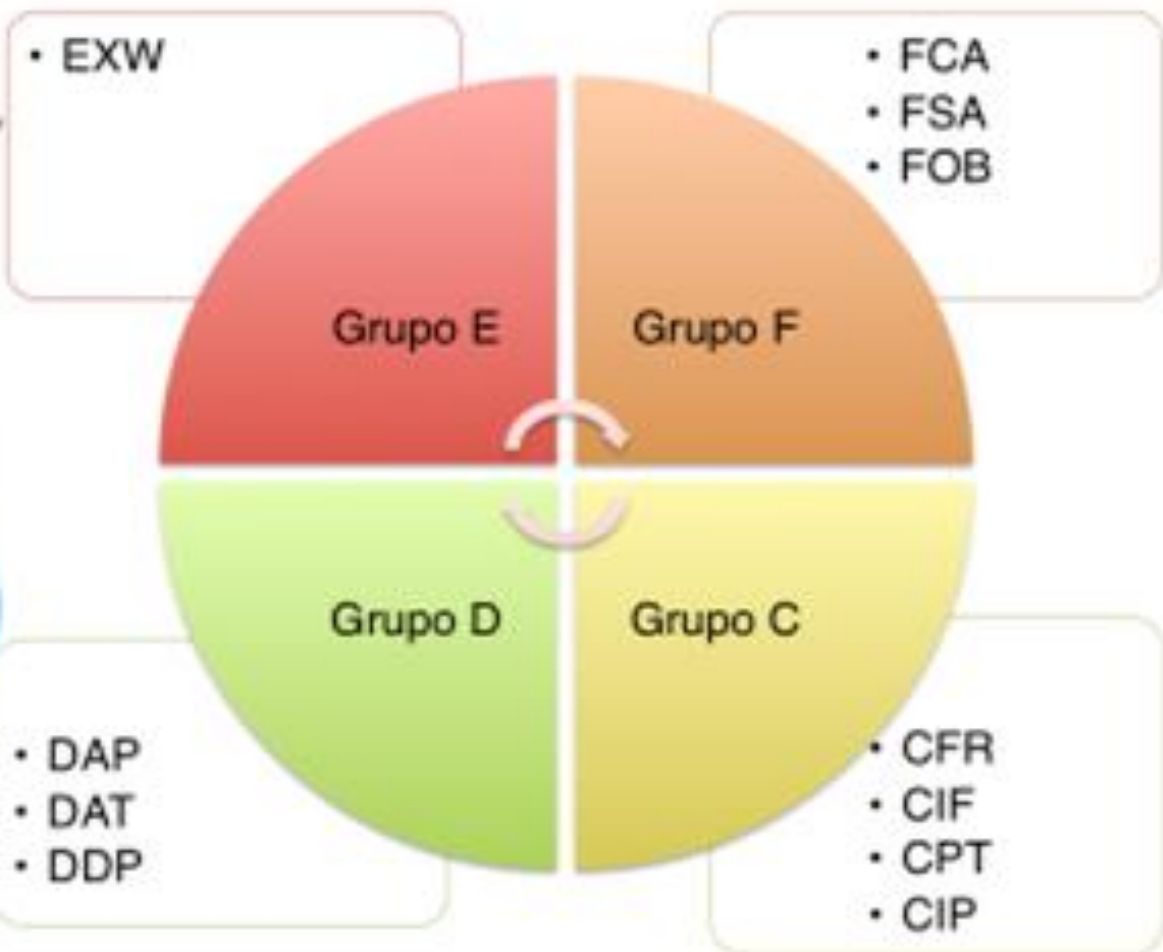 • EXW
• FCA
• FSA
• FOB
Grupo E
Grupo F
Grupo D
Grupo C
• DAP
• DAT
• DDP
• CFR
• CIF
• CPT
• CIP